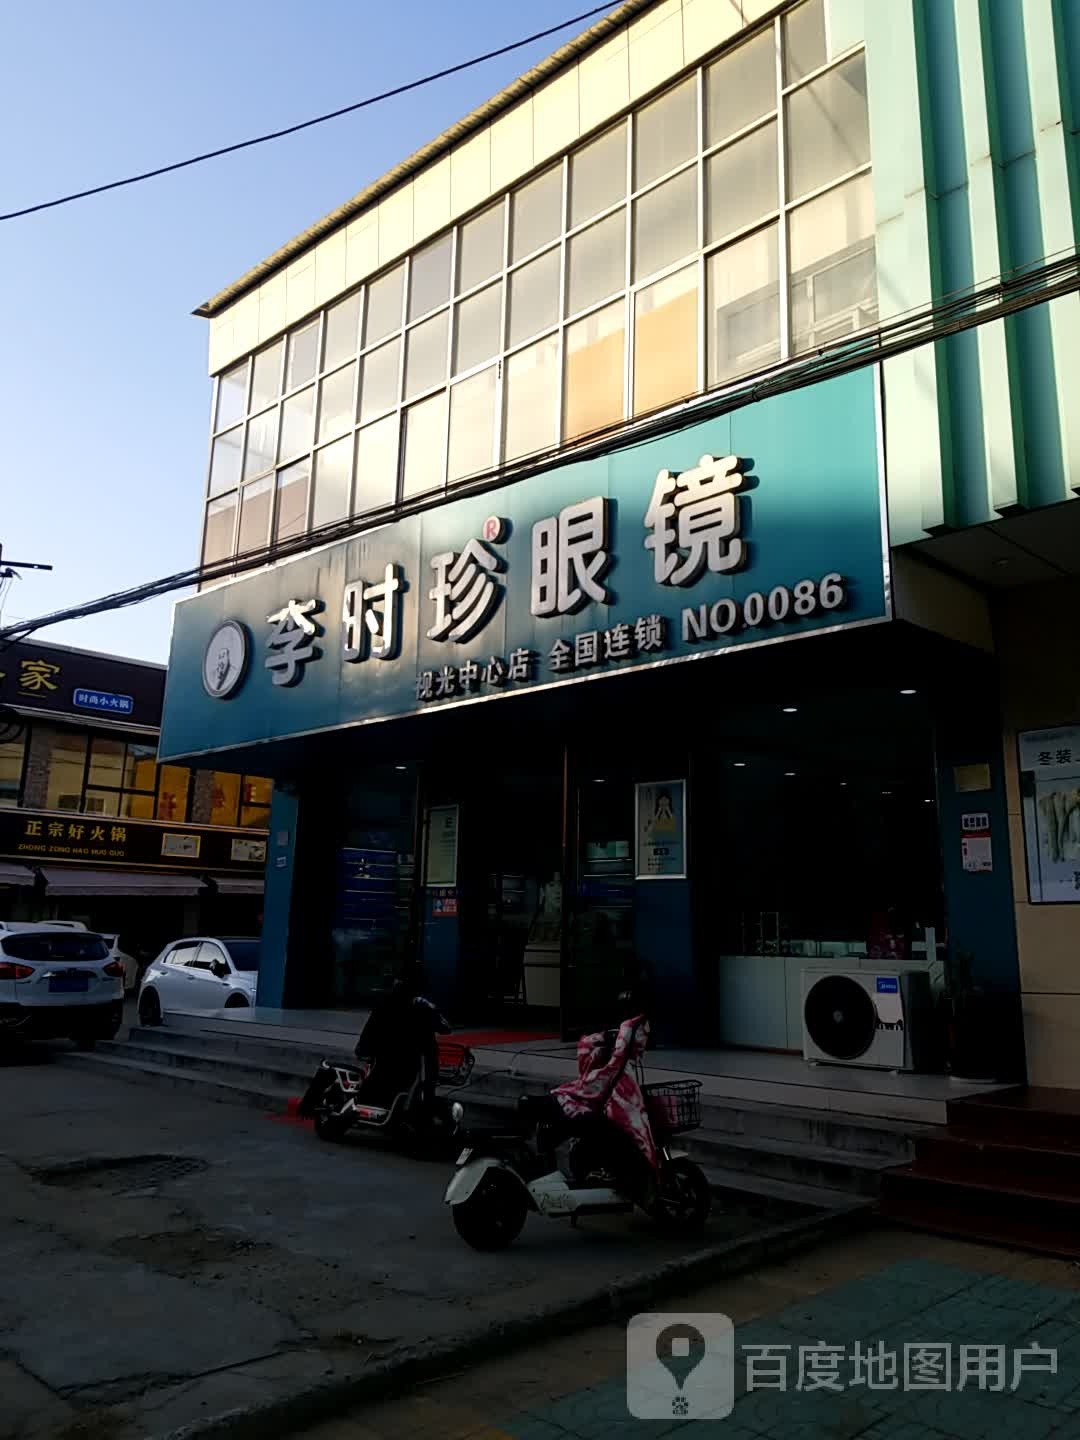 李时珍®眼镜
视光中心店 全国连锁 NO.0086
家
时尚小火锅
正宗好火锅
ZHONG ZONG HAO HUO GUO
冬装
Midea
百度地图用户